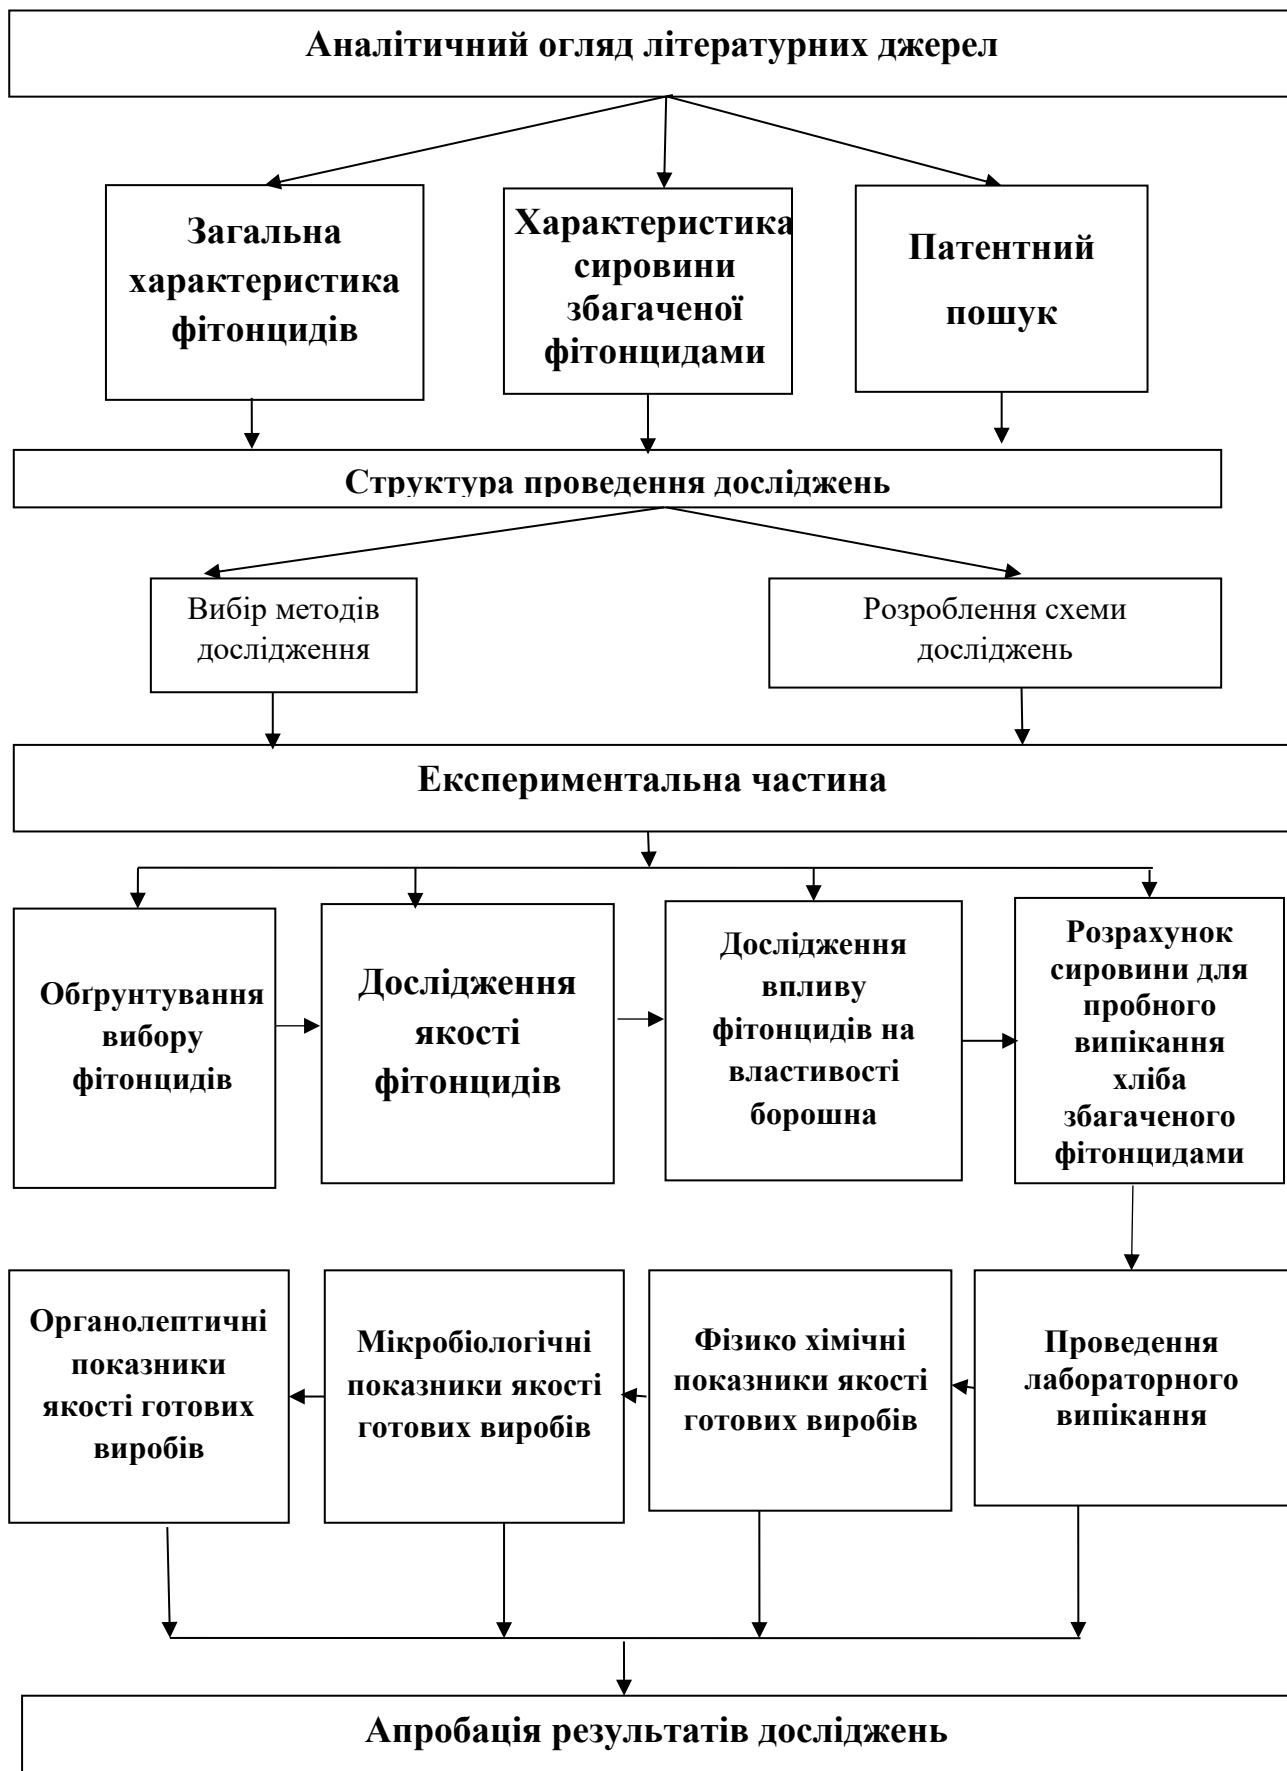 Аналітичний огляд літературних джерел
Загальна
характеристика
фітонцидів
Характеристика
сировини
збагаченої
фітонцидами
Патентний
пошук
Структура проведення досліджень
Вибір методів
дослідження
Розроблення схеми
досліджень
Експериментальна частина
Обґрунтування
вибору
фітонцидів
Дослідження
якості
фітонцидів
Дослідження
впливу
фітонцидів на
властивості
борошна
Розрахунок
сировини для
пробного
випікання
хліба
збагаченого
фітонцидами
Органолептичні
показники
якості готових
виробів
Мікробіологічні
показники якості
готових виробів
Фізико хімічні
показники якості
готових виробів
Проведення
лабораторного
випікання
Апробація результатів досліджень